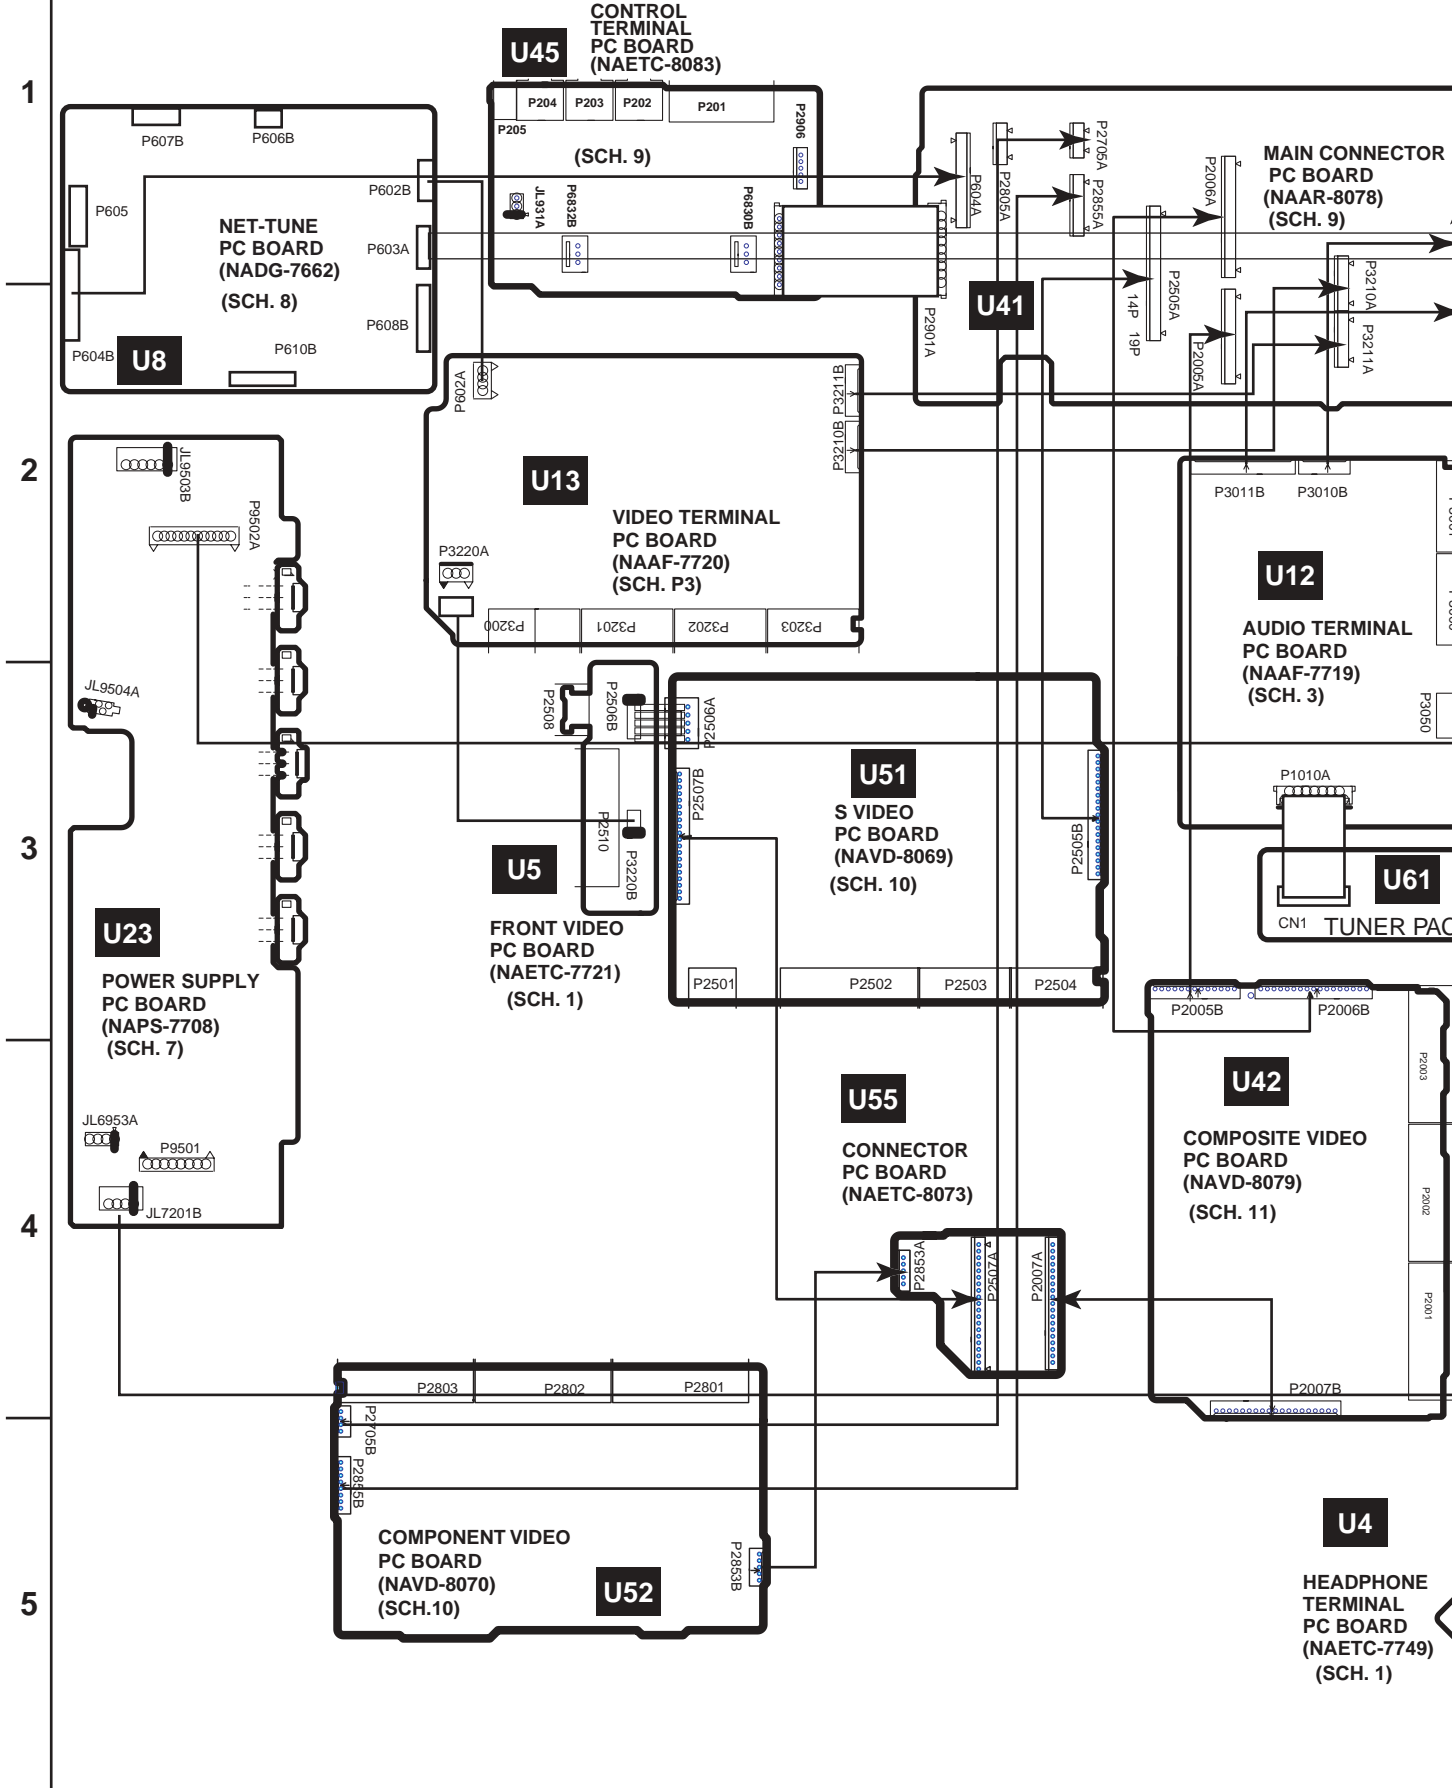 1
2
3
4
5
U45
CONTROL
TERMINAL
PC BOARD
(NAETC-8083)
P204
P203
P202
P201
P205
P2906
(SCH. 9)
JL931A
P6832B
P6830B
P607B
P606B
P602B
P605
P603A
NET-TUNE
PC BOARD
(NADG-7662)
(SCH. 8)
P608B
P604B
P610B
U8
P604A
P2805A
P2705A
P2855A
P2006A
MAIN CONNECTOR
PC BOARD
(NAAR-8078)
(SCH. 9)
P2901A
U41
14P
19P
P2505A
P2005A
P3210A
P3211A
P602A
P3211B
P3210B
U13
VIDEO TERMINAL
PC BOARD
(NAAF-7720)
(SCH. P3)
P3220A
P3200
P3201
P3202
P3203
P3011B
P3010B
U12
AUDIO TERMINAL
PC BOARD
(NAAF-7719)
(SCH. 3)
P3050
JL9503B
P9502A
JL9504A
U23
POWER SUPPLY
PC BOARD
(NAPS-7708)
(SCH. 7)
JL6953A
P9501
JL7201B
P2508
P2506B
P2506A
P2507B
P2510
P3220B
U5
FRONT VIDEO
PC BOARD
(NAETC-7721)
(SCH. 1)
U51
S VIDEO
PC BOARD
(NAVD-8069)
(SCH. 10)
P2505B
P2501
P2502
P2503
P2504
P1010A
U61
CN1
TUNER PAC
P2005B
P2006B
U42
COMPOSITE VIDEO
PC BOARD
(NAVD-8079)
(SCH. 11)
P2003
P2002
P2001
P2007B
U55
CONNECTOR
PC BOARD
(NAETC-8073)
P2853A
P2507A
P2007A
P2803
P2802
P2801
P2705B
P2855B
COMPONENT VIDEO
PC BOARD
(NAVD-8070)
(SCH.10)
U52
P2853B
U4
HEADPHONE
TERMINAL
PC BOARD
(NAETC-7749)
(SCH. 1)